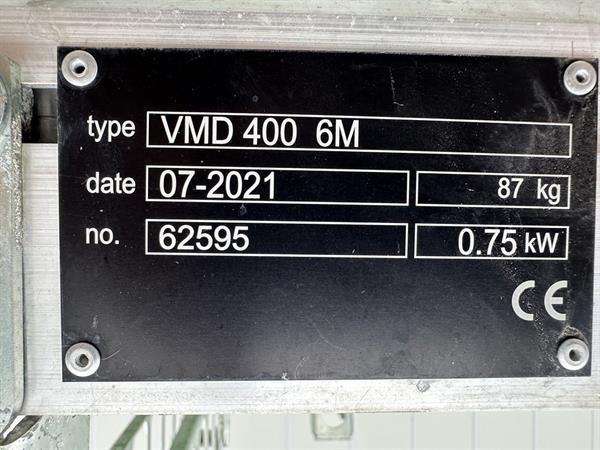 type VMD 400 6M
date 07-2021 87 kg
no. 62595 0.75 kW
CE